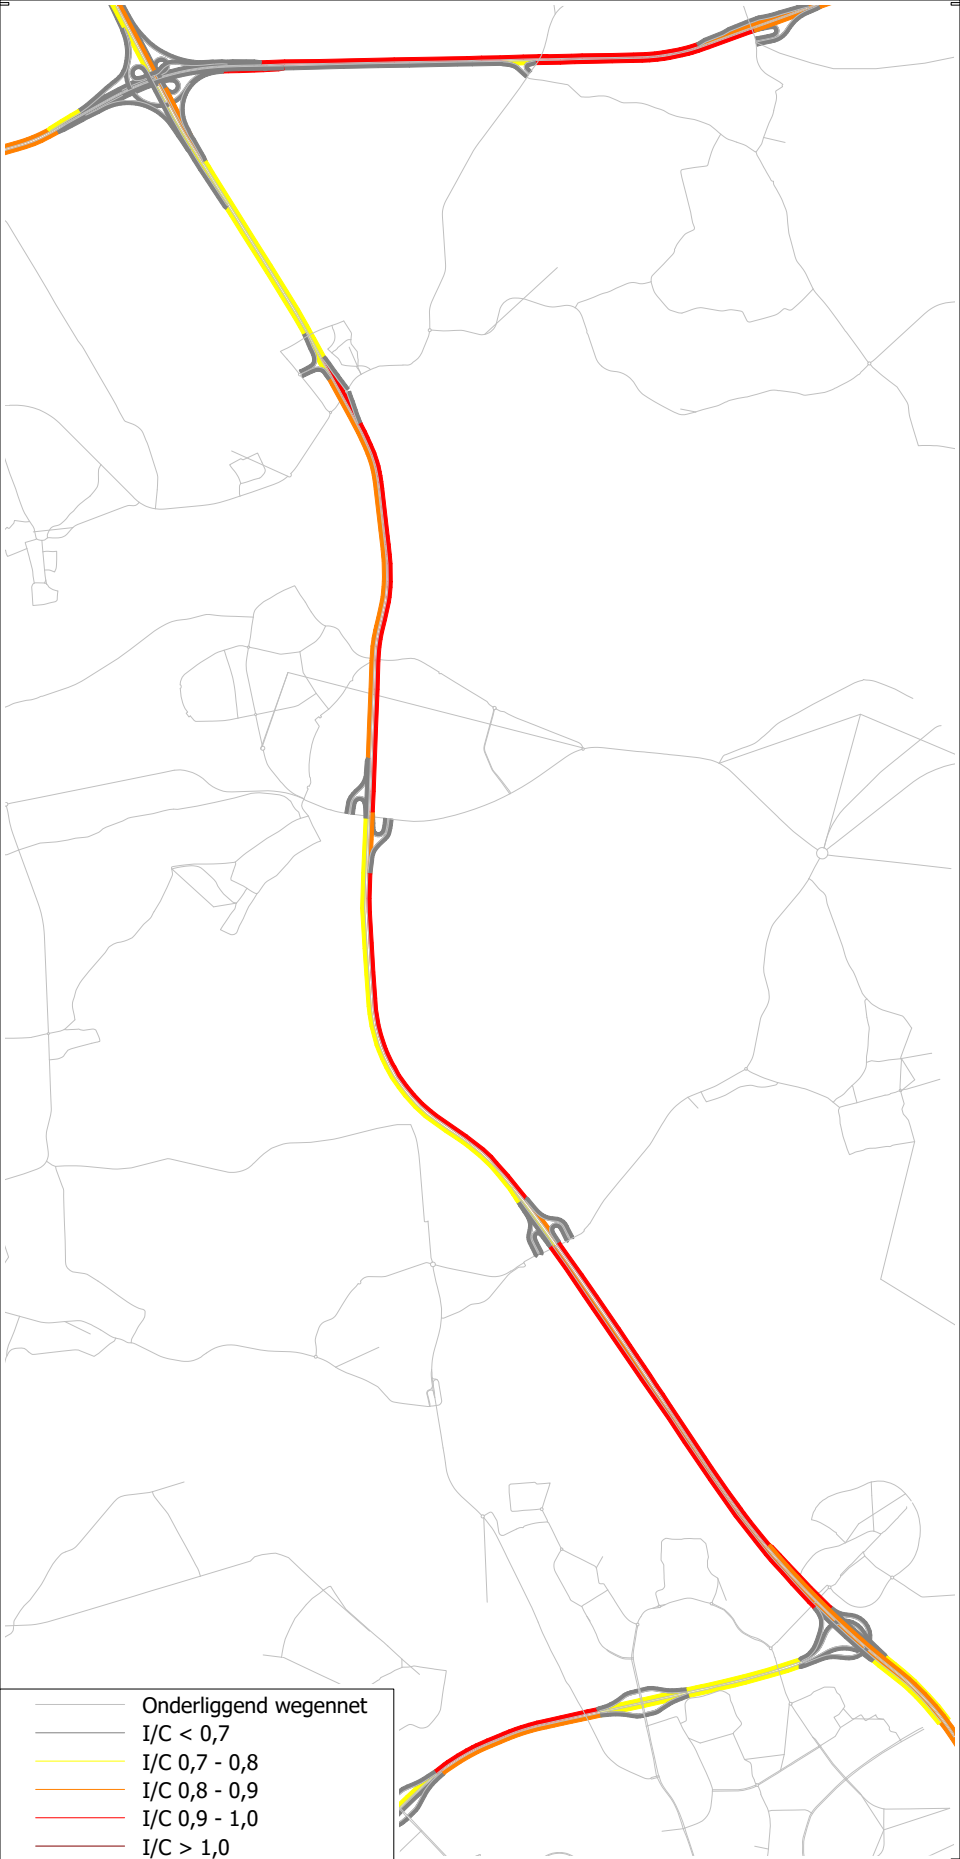 Onderliggend wegennet
I/C < 0,7
I/C 0,7 - 0,8
I/C 0,8 - 0,9
I/C 0,9 - 1,0
I/C > 1,0